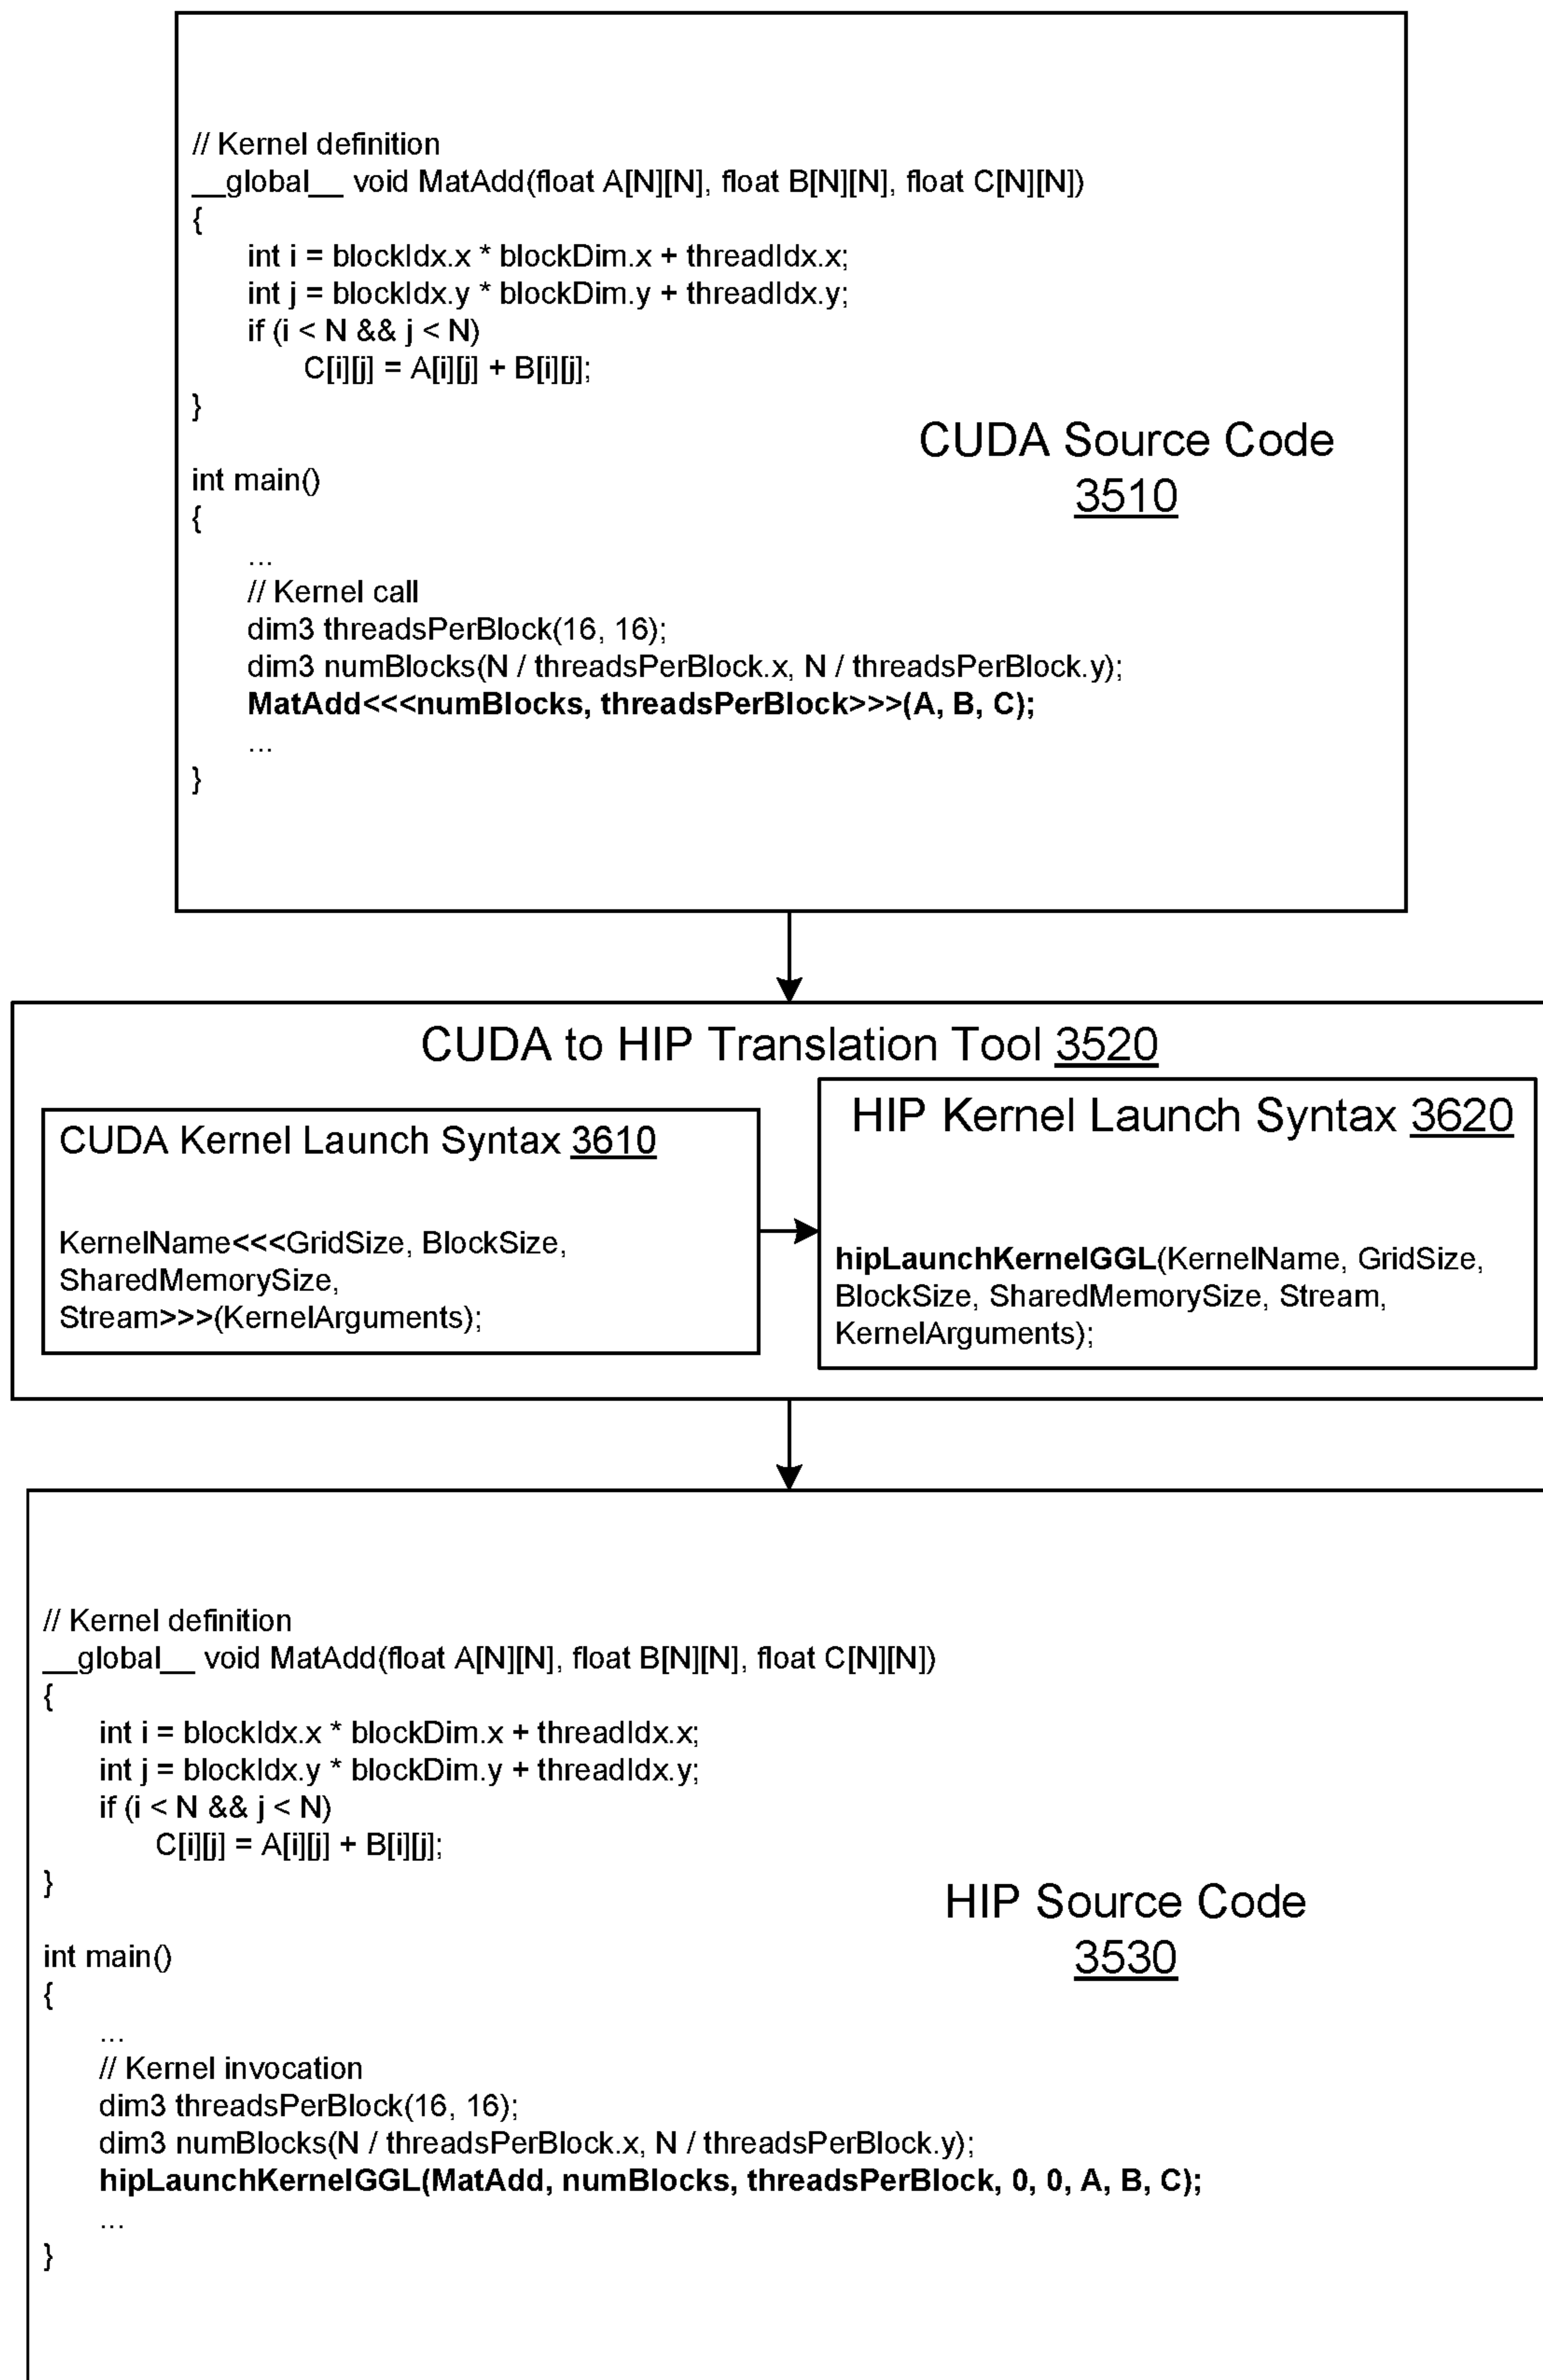 // Kernel definition
__global__ void MatAdd(float A[N][N], float B[N][N], float C[N][N])
{
int i = blockIdx.x * blockDim.x + threadIdx.x;
int j = blockIdx.y * blockDim.y + threadIdx.y;
if (i < N && j < N)
C[i][j] = A[i][j] + B[i][j];
}
CUDA Source Code
3510
int main()
{
...
// Kernel call
dim3 threadsPerBlock(16, 16);
dim3 numBlocks(N / threadsPerBlock.x, N / threadsPerBlock.y);
MatAdd<<<numBlocks, threadsPerBlock>>>(A, B, C);
...
}
CUDA to HIP Translation Tool 3520
CUDA Kernel Launch Syntax 3610
KernelName<<<GridSize, BlockSize,
SharedMemorySize,
Stream>>>(KernelArguments);
HIP Kernel Launch Syntax 3620
hipLaunchKernelGGL(KernelName, GridSize,
BlockSize, SharedMemorySize, Stream,
KernelArguments);
// Kernel definition
__global__ void MatAdd(float A[N][N], float B[N][N], float C[N][N])
{
int i = blockIdx.x * blockDim.x + threadIdx.x;
int j = blockIdx.y * blockDim.y + threadIdx.y;
if (i < N && j < N)
C[i][j] = A[i][j] + B[i][j];
}
HIP Source Code
3530
int main()
{
...
// Kernel invocation
dim3 threadsPerBlock(16, 16);
dim3 numBlocks(N / threadsPerBlock.x, N / threadsPerBlock.y);
hipLaunchKernelGGL(MatAdd, numBlocks, threadsPerBlock, 0, 0, A, B, C);
...
}